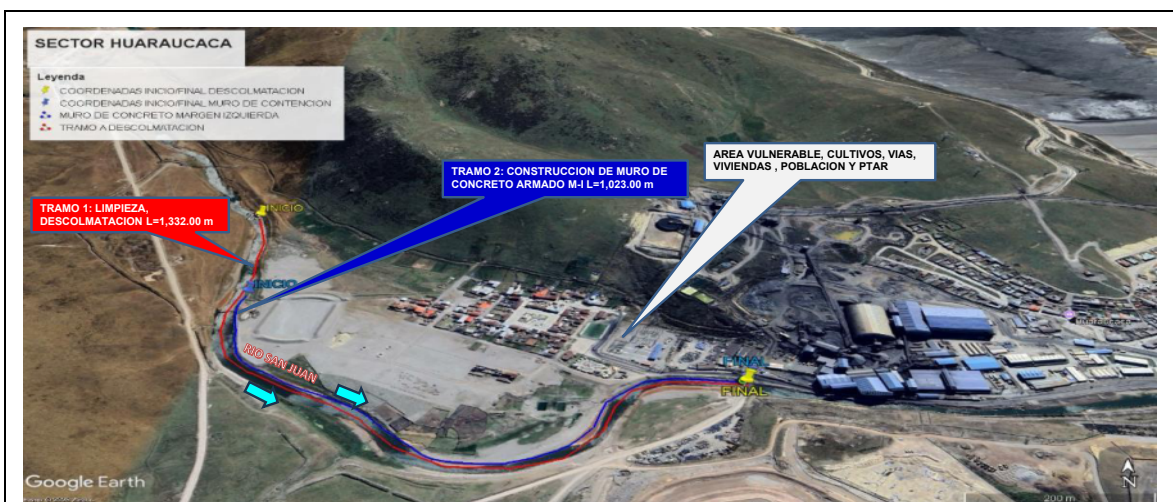 SECTOR HUARAUCACA
Leyenda
COORDENADAS INICIO/FINAL DESCOLMATACION
COORDENADAS INICIO/FINAL MURO DE CONTENCION
MURO DE CONCRETO MARGEN IZQUIERDA
TRAMO A DESCOLMATACION
TRAMO 2: CONSTRUCCION DE MURO DE
CONCRETO ARMADO M-I L=1,023.00 m
AREA VULNERABLE, CULTIVOS, VIAS,
VIVIENDAS , POBLACION Y PTAR
TRAMO 1: LIMPIEZA,
DESCOLMATACION L=1,332.00 m
INICIO
INICIO
RIO SAN JUAN
Huaraucaca
FINAL
FINAL
Google Earth
200 m
N